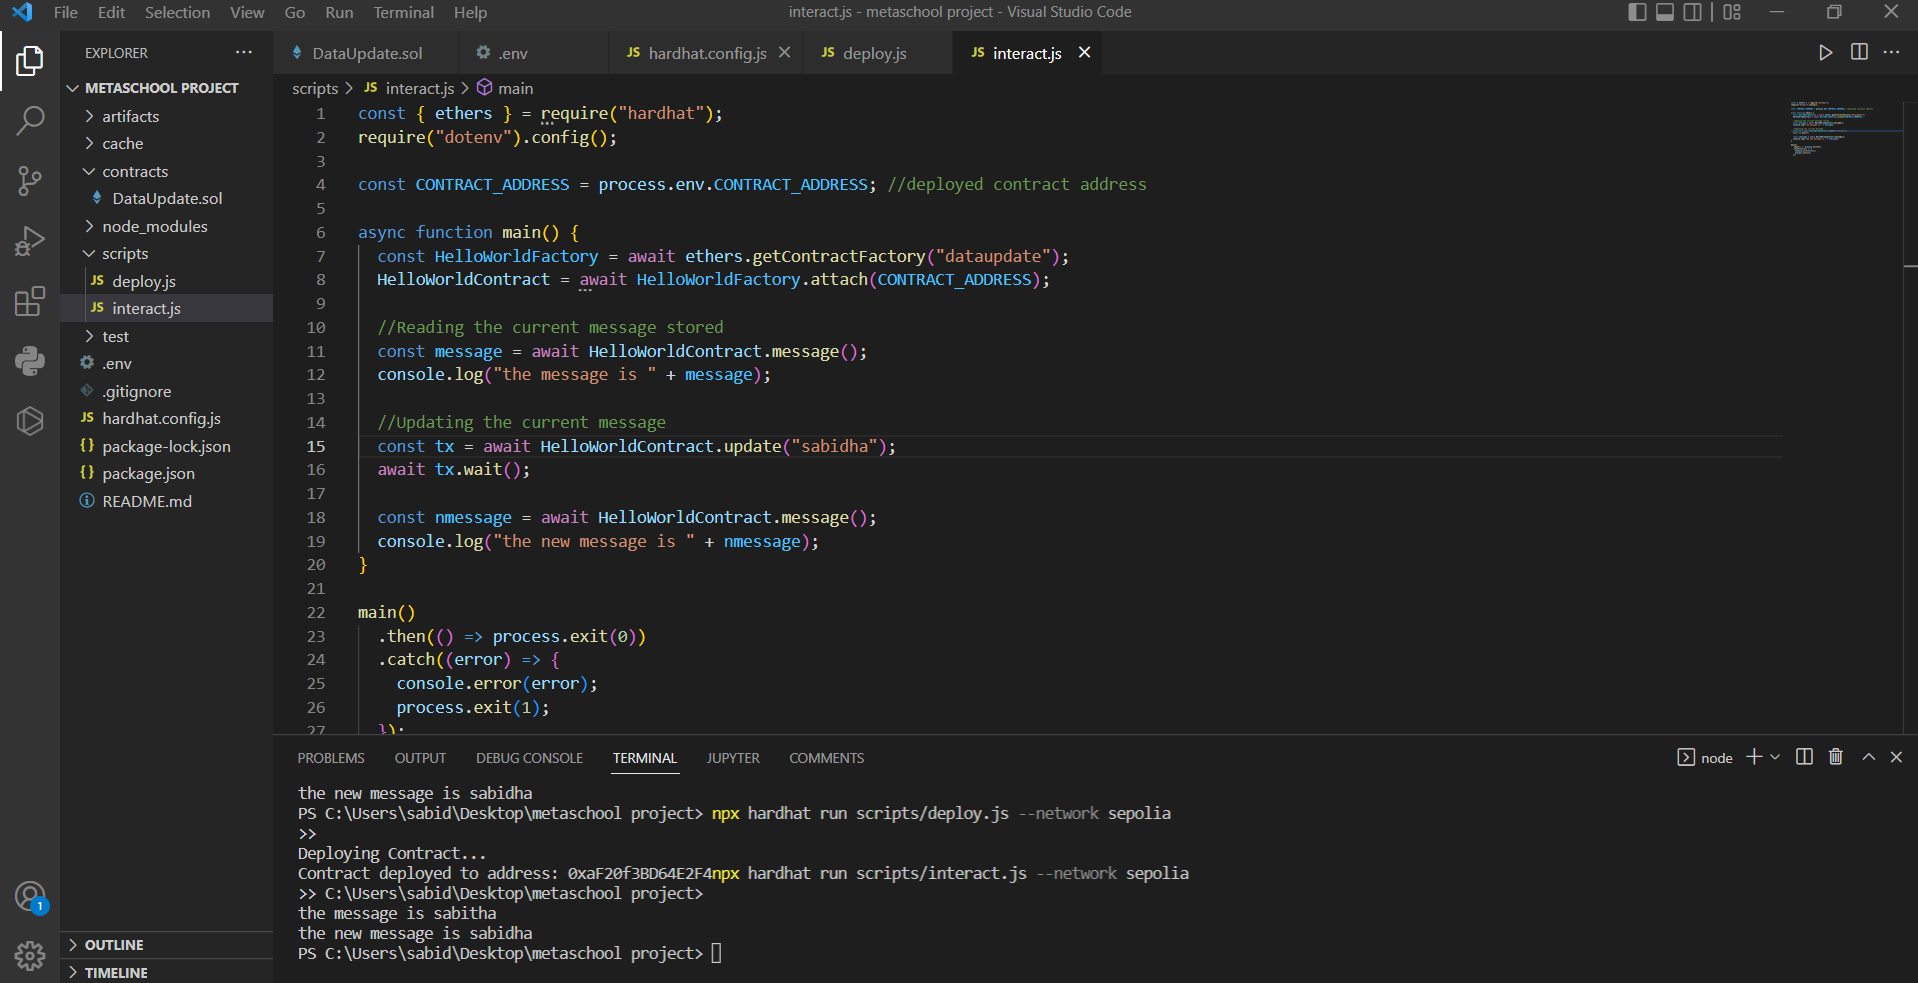 File Edit Selection View Go Run Terminal Help
interact.js - metaschool project - Visual Studio Code
EXPLORER
METASCHOOL PROJECT
artifacts
cache
contracts
DataUpdate.sol
node_modules
scripts
JS deploy.js
JS interact.js
test
.env
.gitignore
JS hardhat.config.js
{} package-lock.json
{} package.json
README.md
OUTLINE
TIMELINE
1
DataUpdate.sol .env JS hardhat.config.js JS deploy.js JS interact.js
scripts > JS interact.js > main
1 const { ethers } = require("hardhat");
2 require("dotenv").config();
3
4 const CONTRACT_ADDRESS = process.env.CONTRACT_ADDRESS; //deployed contract address
5
6 async function main() {
7 const HelloWorldFactory = await ethers.getContractFactory("dataupdate");
8 HelloWorldContract = await HelloWorldFactory.attach(CONTRACT_ADDRESS);
9
10 //Reading the current message stored
11 const message = await HelloWorldContract.message();
12 console.log("the message is " + message);
13
14 //Updating the current message
15 const tx = await HelloWorldContract.update("sabidha");
16 await tx.wait();
17
18 const nmessage = await HelloWorldContract.message();
19 console.log("the new message is " + nmessage);
20 }
21
22 main()
23 .then(() => process.exit(0))
24 .catch((error) => {
25 console.error(error);
26 process.exit(1);
27 });
PROBLEMS OUTPUT DEBUG CONSOLE TERMINAL JUPYTER COMMENTS
node
the new message is sabidha
PS C:\Users\sabid\Desktop\metaschool project> npx hardhat run scripts/deploy.js --network sepolia
>>
Deploying Contract...
Contract deployed to address: 0xaF20f3BD64E2F4npx hardhat run scripts/interact.js --network sepolia
>> C:\Users\sabid\Desktop\metaschool project>
the message is sabitha
the new message is sabidha
PS C:\Users\sabid\Desktop\metaschool project>